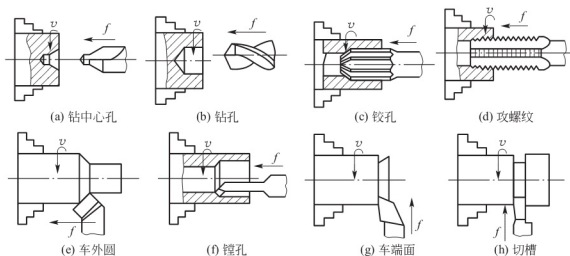 v f v f v f v f
(a) 钻中心孔 (b) 钻孔 (c) 铰孔 (d) 攻螺纹
v f v f v f v f
(e) 车外圆 (f) 镗孔 (g) 车端面 (h) 切槽